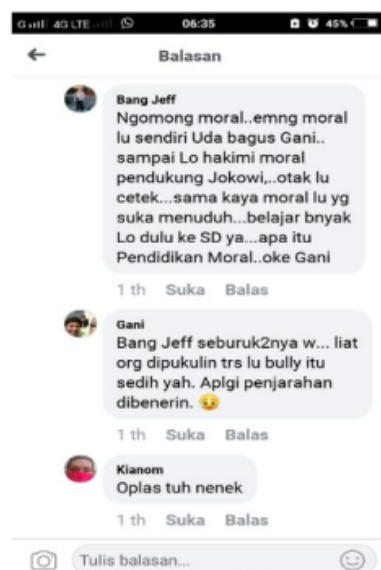 4G LTE 06:35 45%
Balasan
Bang Jeff
Ngomong moral..emng moral
lu sendiri Uda bagus Gani..
sampai Lo hakimi moral
pendukung Jokowi,..otak lu
cetek...sama kaya moral lu yg
suka menuduh...belajar bnyak
Lo dulu ke SD ya...apa itu
Pendidikan Moral..oke Gani
1 th Suka Balas
Gani
Bang Jeff seburuk2nya w... liat
org dipukulin trs lu bully itu
sedih yah. Aplgi penjarahan
dibenerin. 😥
1 th Suka Balas
Kianom
Oplas tuh nenek
1 th Suka Balas
Tulis balasan...